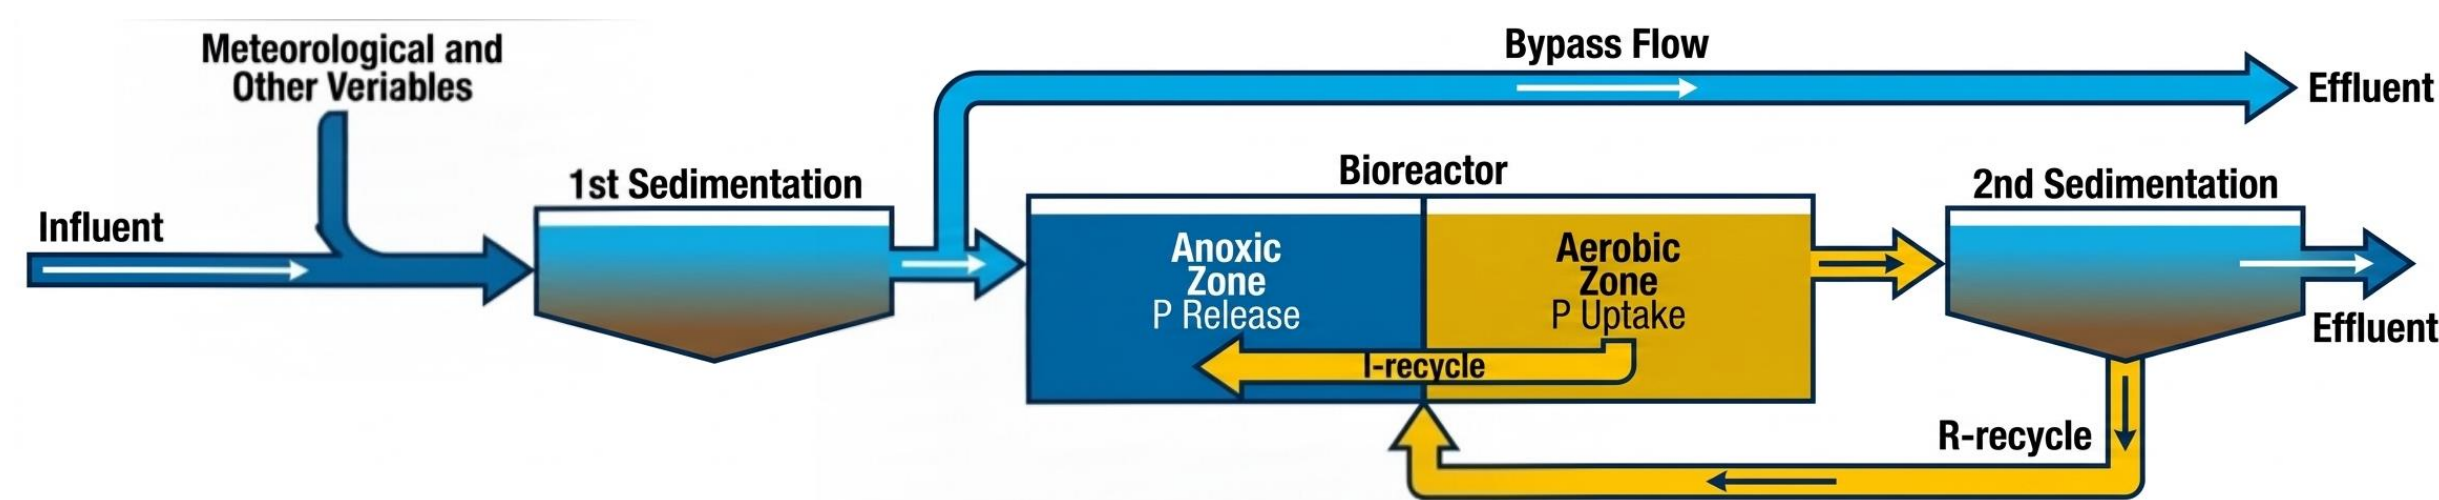 Meteorological and
Other Veriables
Influent
1st Sedimentation
Bypass Flow
Effluent
Bioreactor
Anoxic
Zone
P Release
Aerobic
Zone
P Uptake
I-recycle
2nd Sedimentation
Effluent
R-recycle